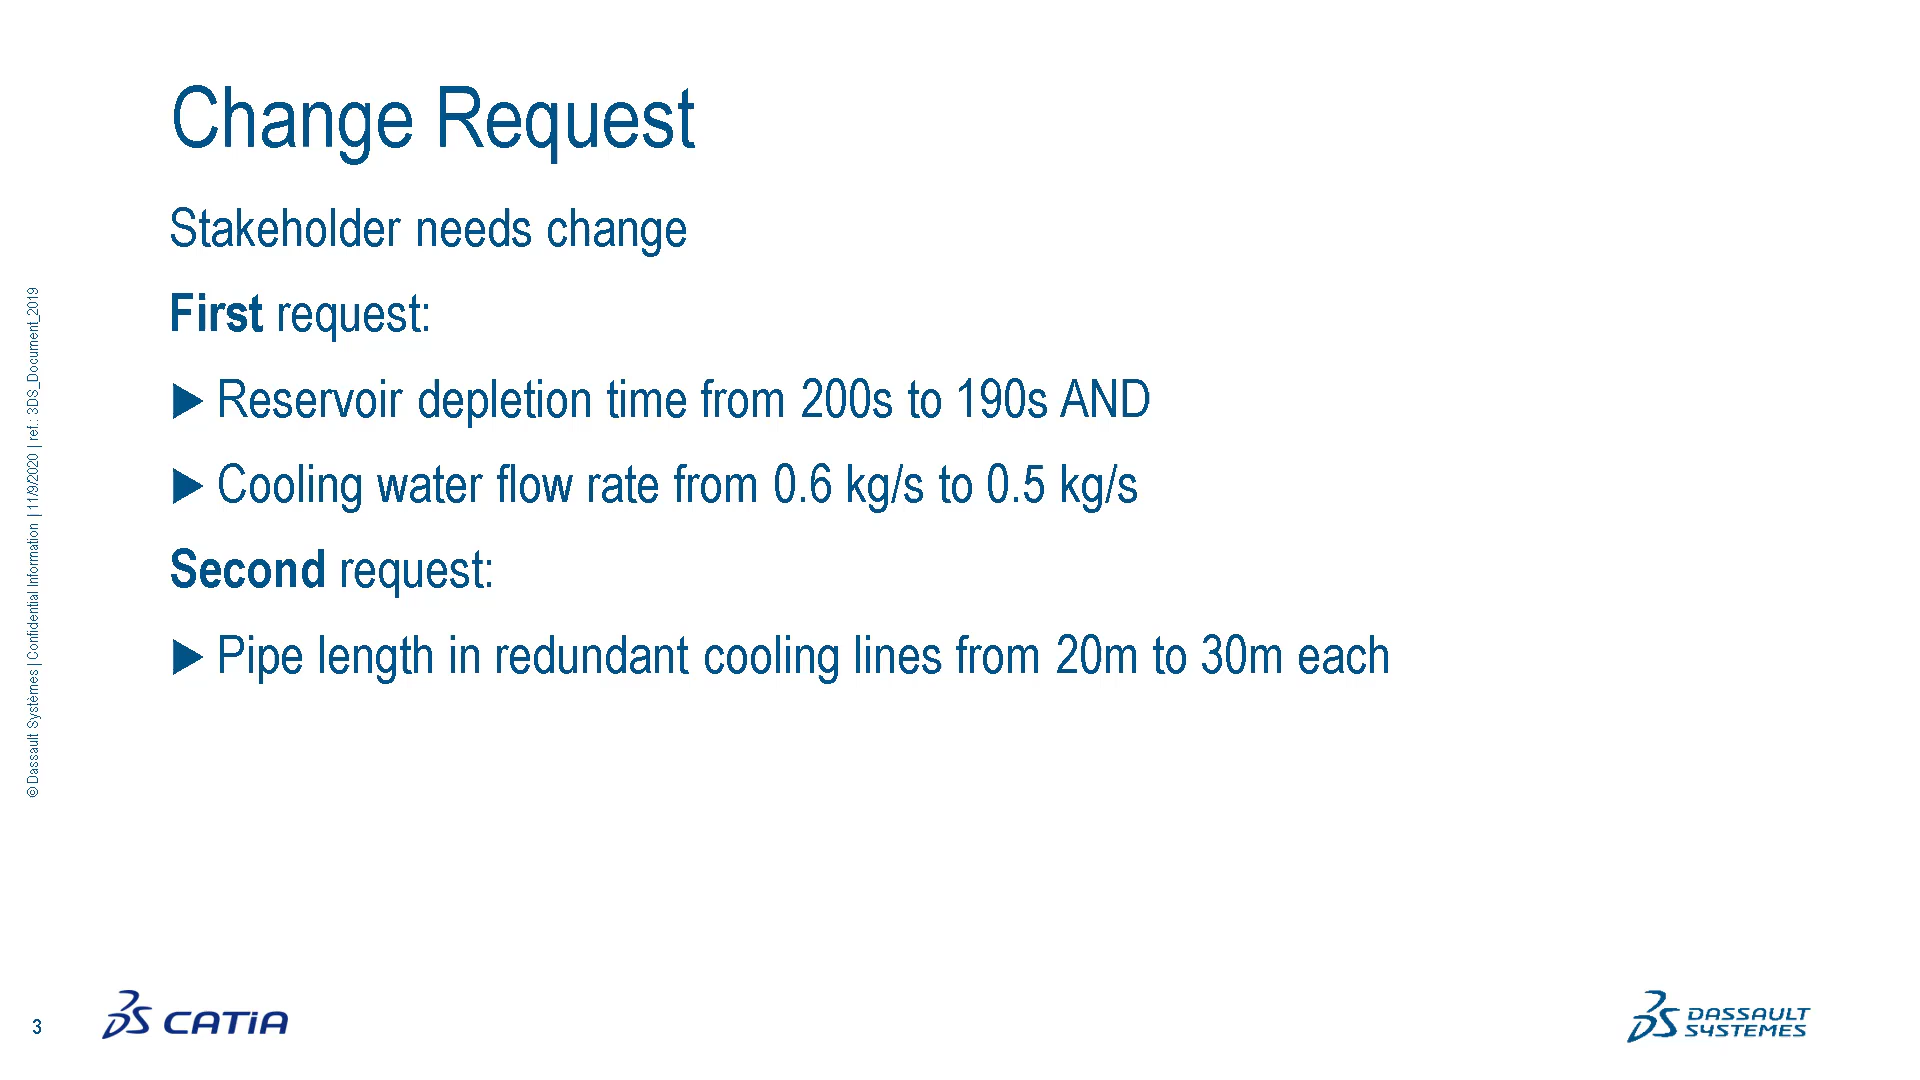 Change Request
Stakeholder needs change
First request:
▶ Reservoir depletion time from 200s to 190s AND
▶ Cooling water flow rate from 0.6 kg/s to 0.5 kg/s
Second request:
▶ Pipe length in redundant cooling lines from 20m to 30m each
© Dassault Systèmes | Confidential Information | 11/9/2020 | ref.: 3DS_Document_2019
3
CATIA
DASSAULT
SYSTEMES